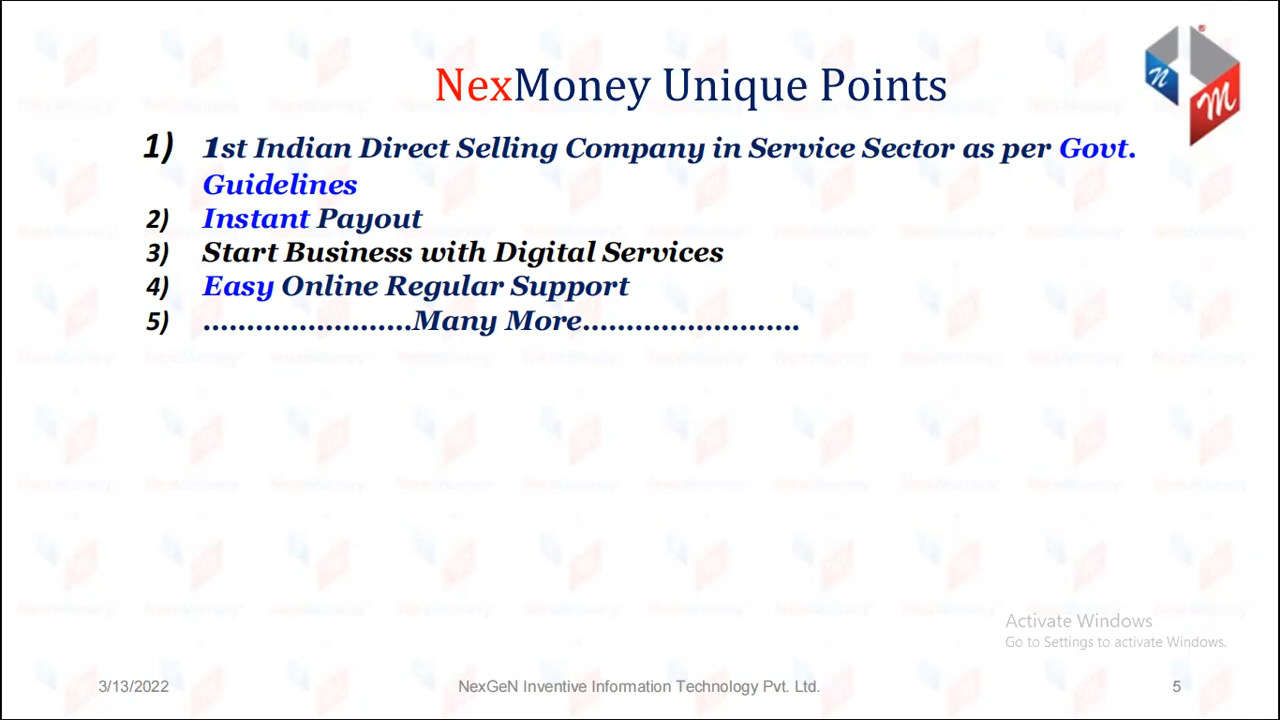 NexMoney Unique Points
1) 1st Indian Direct Selling Company in Service Sector as per Govt.
Guidelines
2) Instant Payout
3) Start Business with Digital Services
4) Easy Online Regular Support
5) ........................Many More.........................
Activate Windows
Go to Settings to activate Windows.
3/13/2022 NexGeN Inventive Information Technology Pvt. Ltd. 5